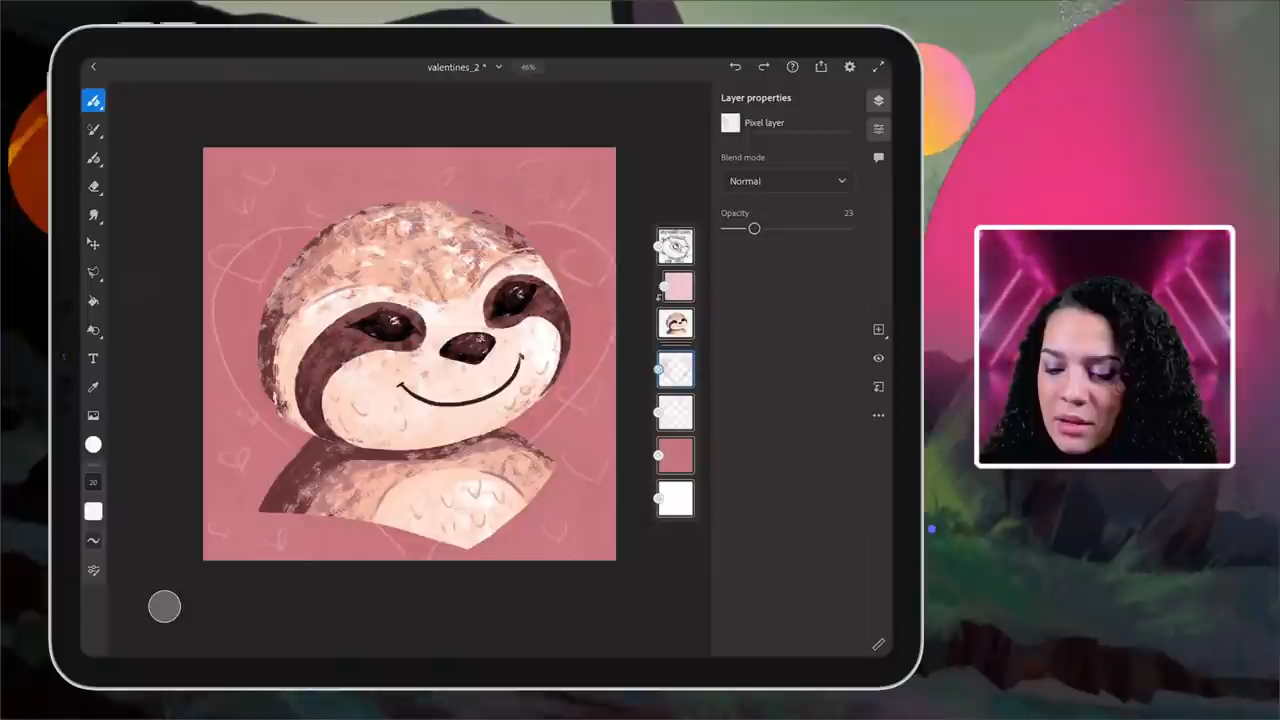 valentines_2 *
46%
Layer properties
Pixel layer
Blend mode
Normal
Opacity
23
T
20